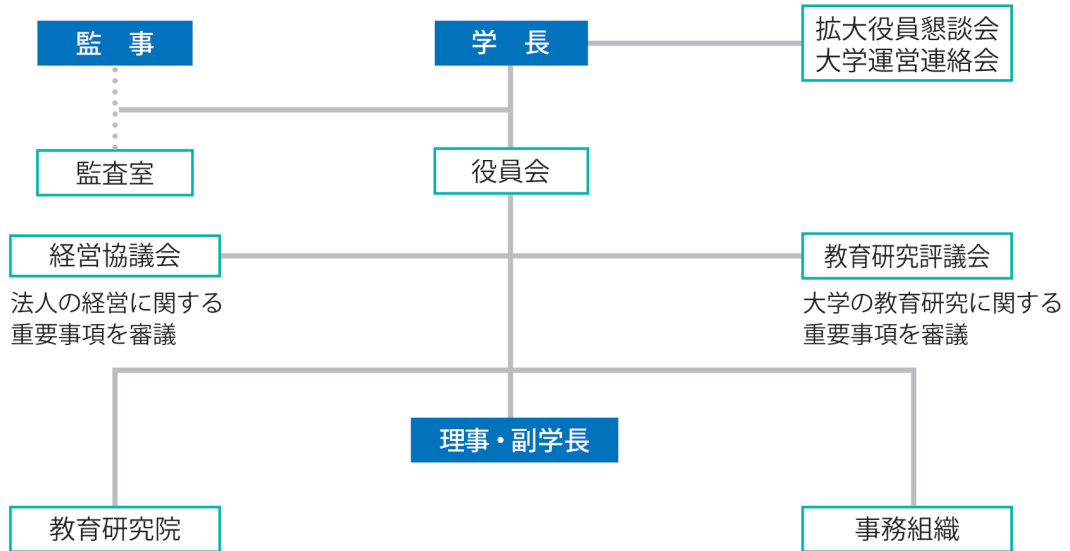 監　事
学　長
拡大役員懇談会
大学運営連絡会
監査室
役員会
経営協議会
教育研究評議会
法人の経営に関する
重要事項を審議
大学の教育研究に関する
重要事項を審議
理事・副学長
教育研究院
事務組織